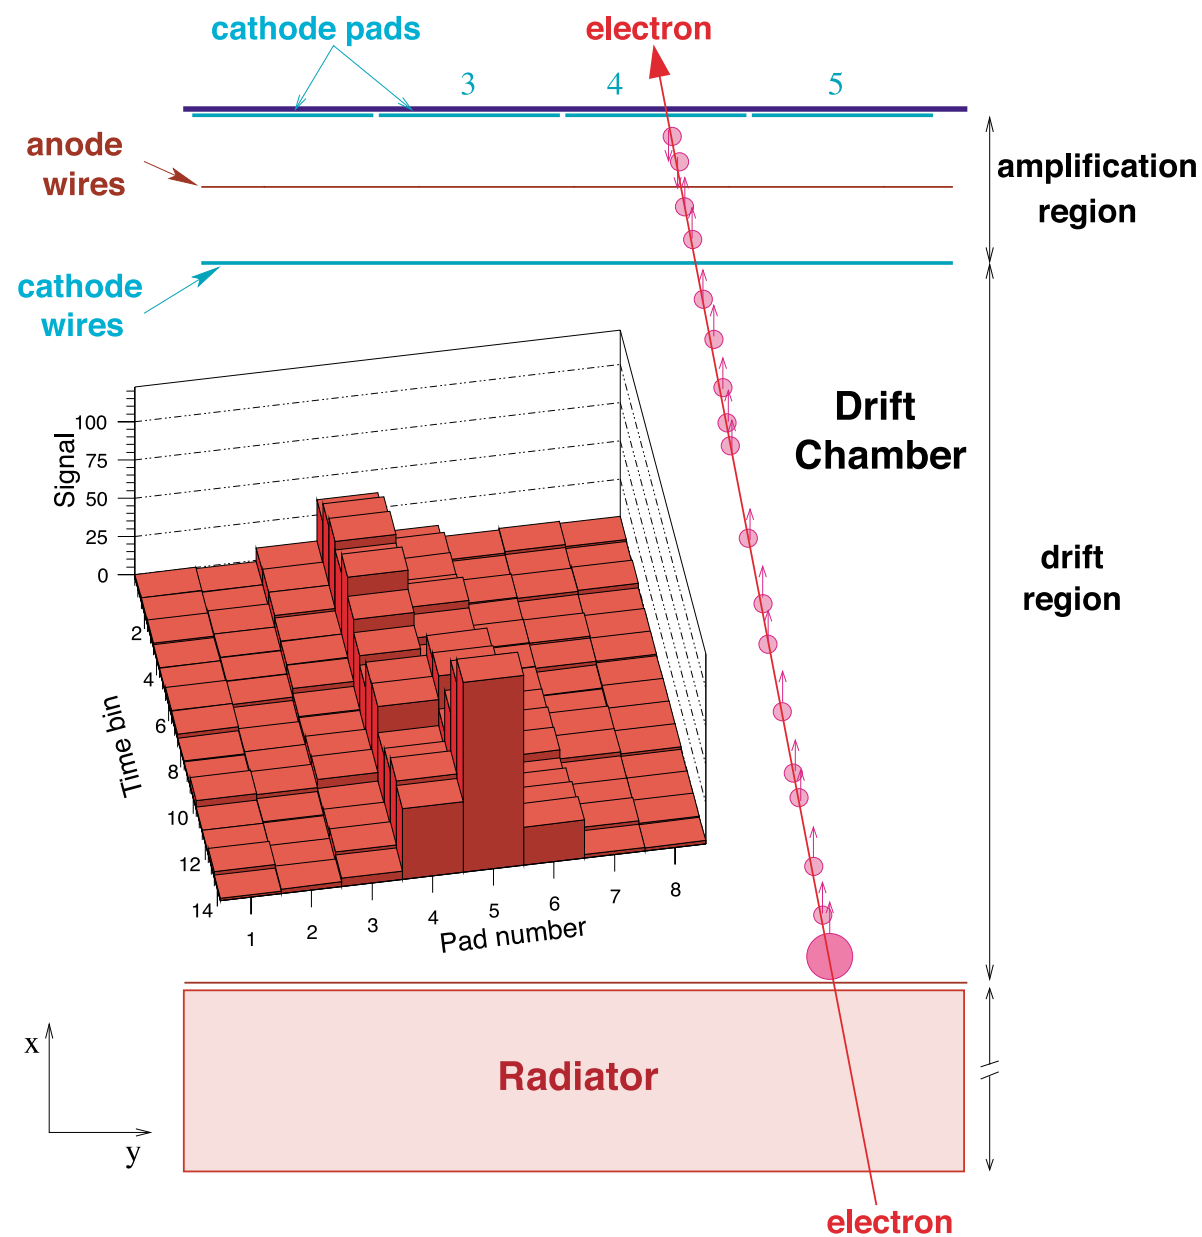 cathode pads
electron
3 4 5
anode
wires
amplification
region
cathode
wires
Drift
Chamber
drift
region
Signal
100
75
50
25
0
Time bin
2
4
6
8
10
12
14
1 2 3 4 5 6 7 8
Pad number
x
y
Radiator
electron